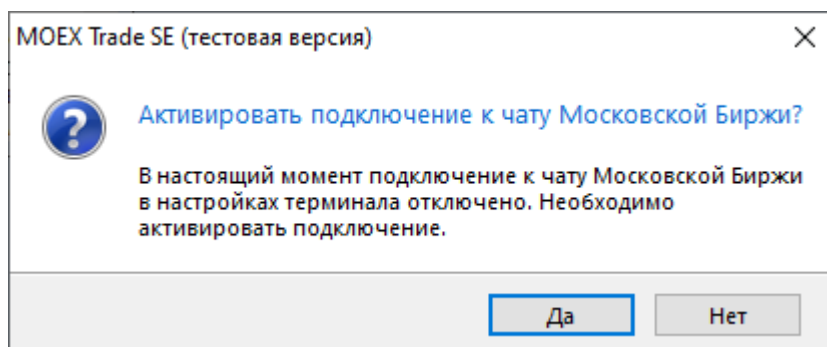 MOEX Trade SE (тестовая версия)
Активировать подключение к чату Московской Биржи?
В настоящий момент подключение к чату Московской Биржи
в настройках терминала отключено. Необходимо
активировать подключение.
Да
Нет